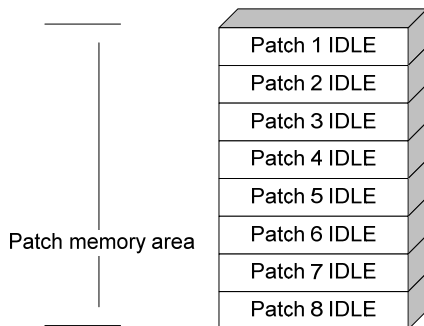 Patch 1 IDLE
Patch 2 IDLE
Patch 3 IDLE
Patch 4 IDLE
Patch 5 IDLE
Patch 6 IDLE
Patch memory area
Patch 7 IDLE
Patch 8 IDLE